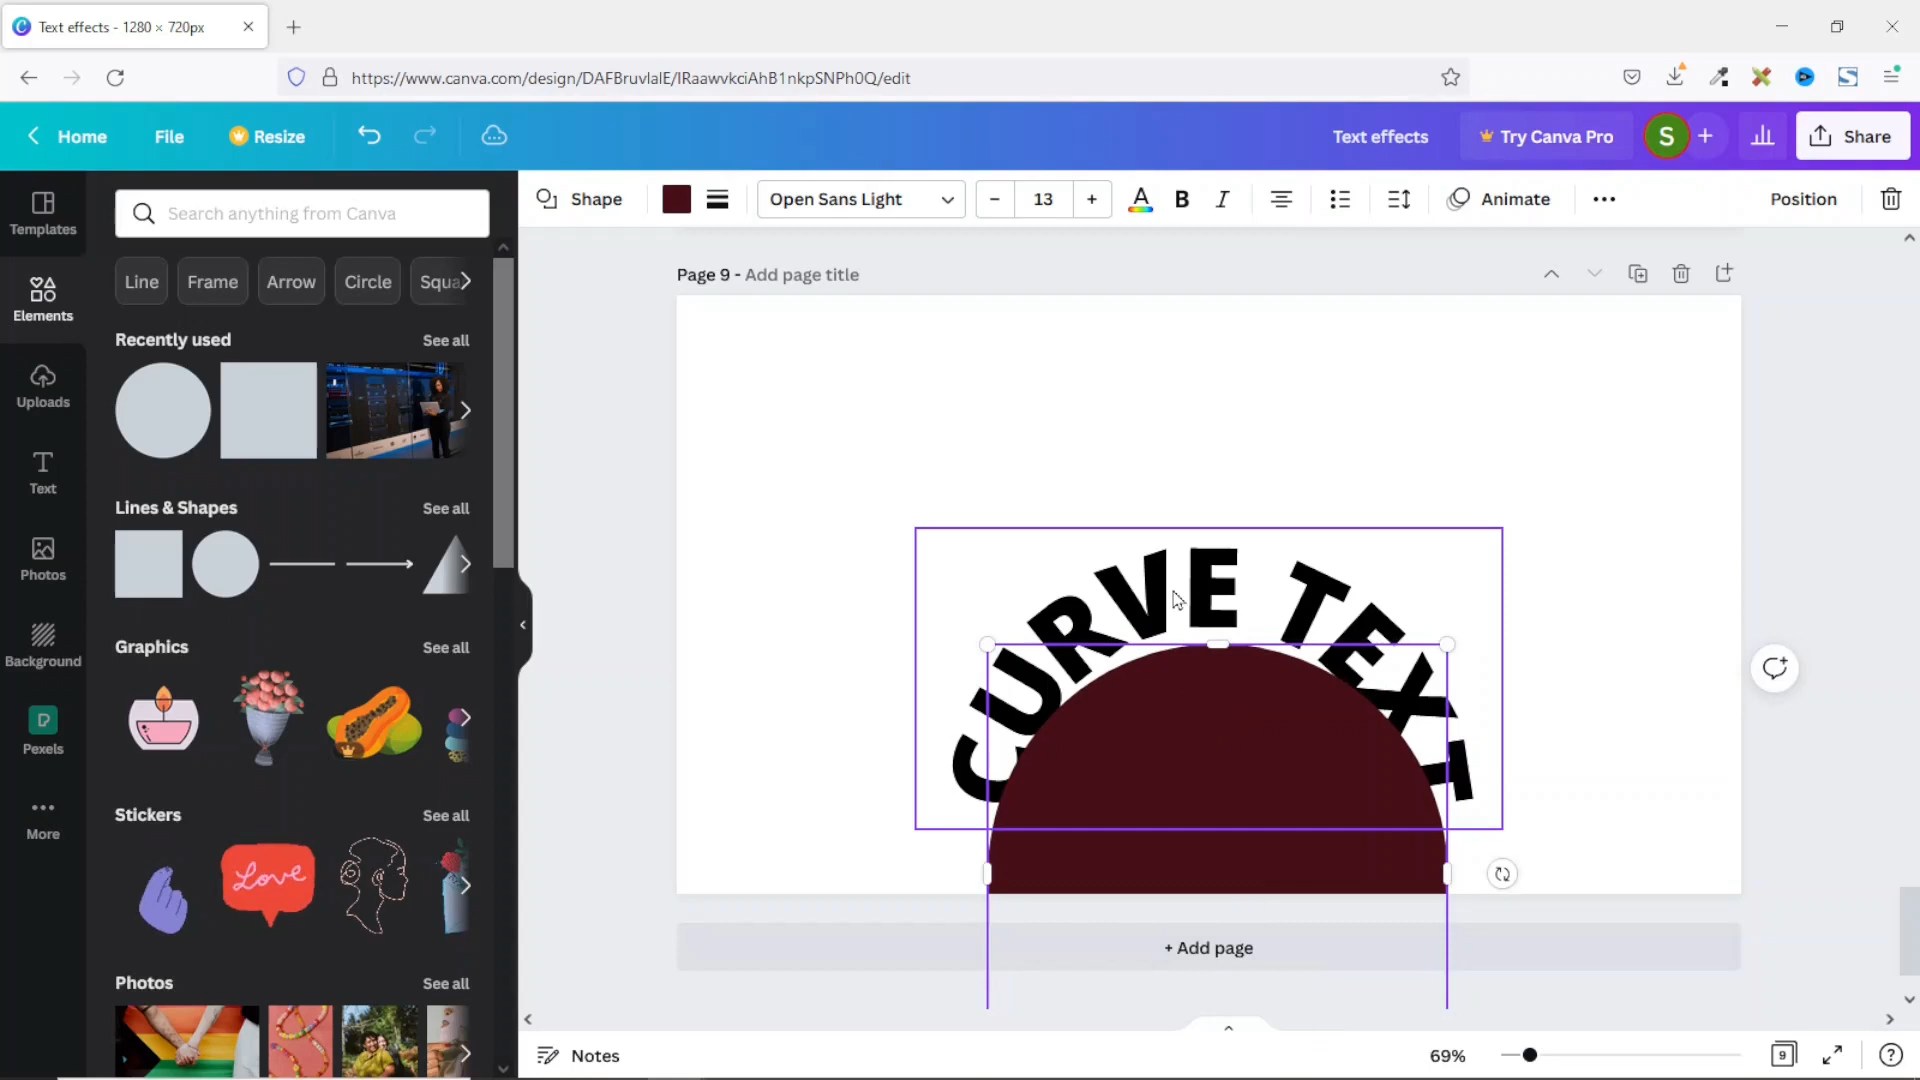 Text effects - 1280 × 720px
https://www.canva.com/design/DAFBruvlalE/IRaawvkciAhB1nkpSNPh0Q/edit
Home
File
Resize
Text effects
Try Canva Pro
S
Share
Templates
Elements
Uploads
Text
Photos
Background
Pexels
More
Search anything from Canva
Line
Frame
Arrow
Circle
Squa
Recently used
See all
Lines & Shapes
See all
Graphics
See all
Stickers
See all
Love
Photos
See all
Shape
Open Sans Light
13
A
B
I
Animate
Position
Page 9 - Add page title
CURVE TEXT
+ Add page
Notes
69%
9